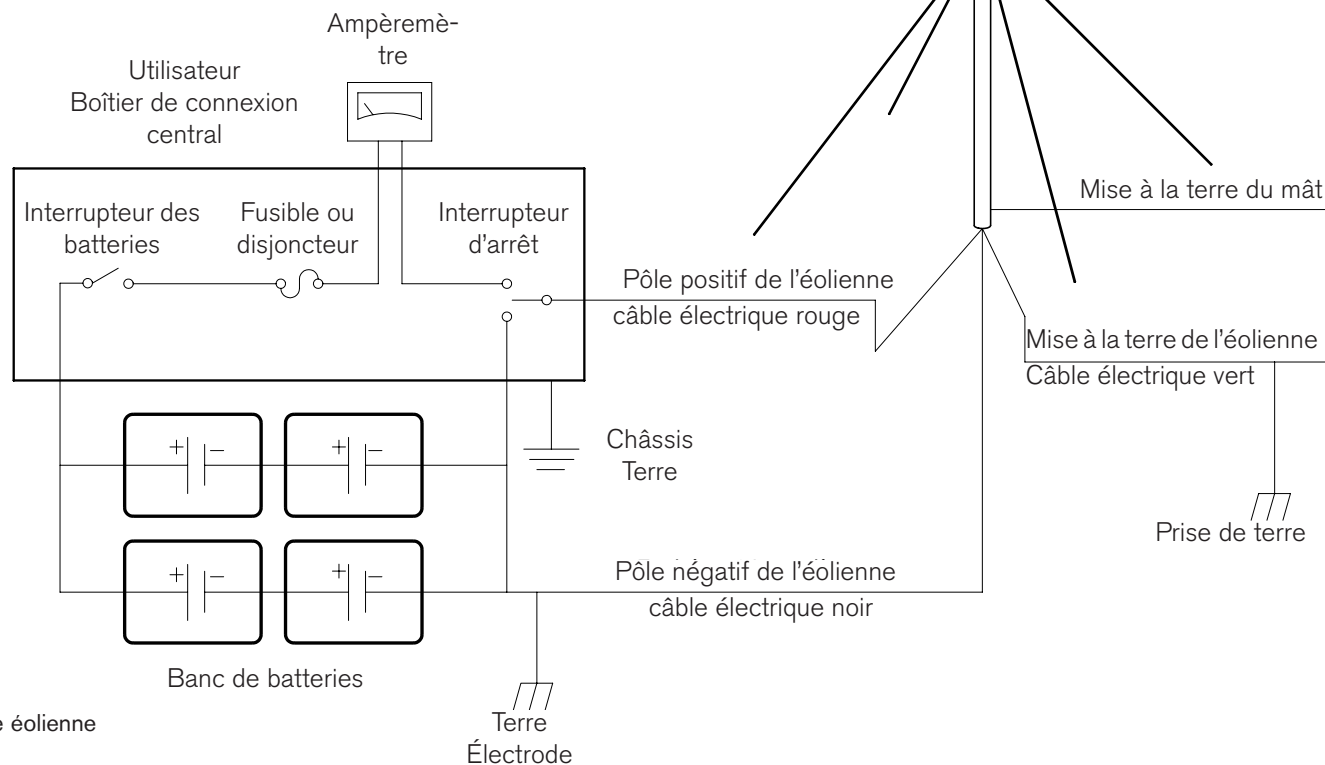 Ampèremè-
tre
Utilisateur
Boîtier de connexion
central
Interrupteur des
batteries
Fusible ou
disjoncteur
Interrupteur
d'arrêt
Mise à la terre du mât
Pôle positif de l'éolienne
câble électrique rouge
Mise à la terre de l'éolienne
Câble électrique vert
+ −
+ −
Châssis
Terre
Prise de terre
+ −
+ −
Pôle négatif de l'éolienne
câble électrique noir
Banc de batteries
Terre
Électrode
éolienne